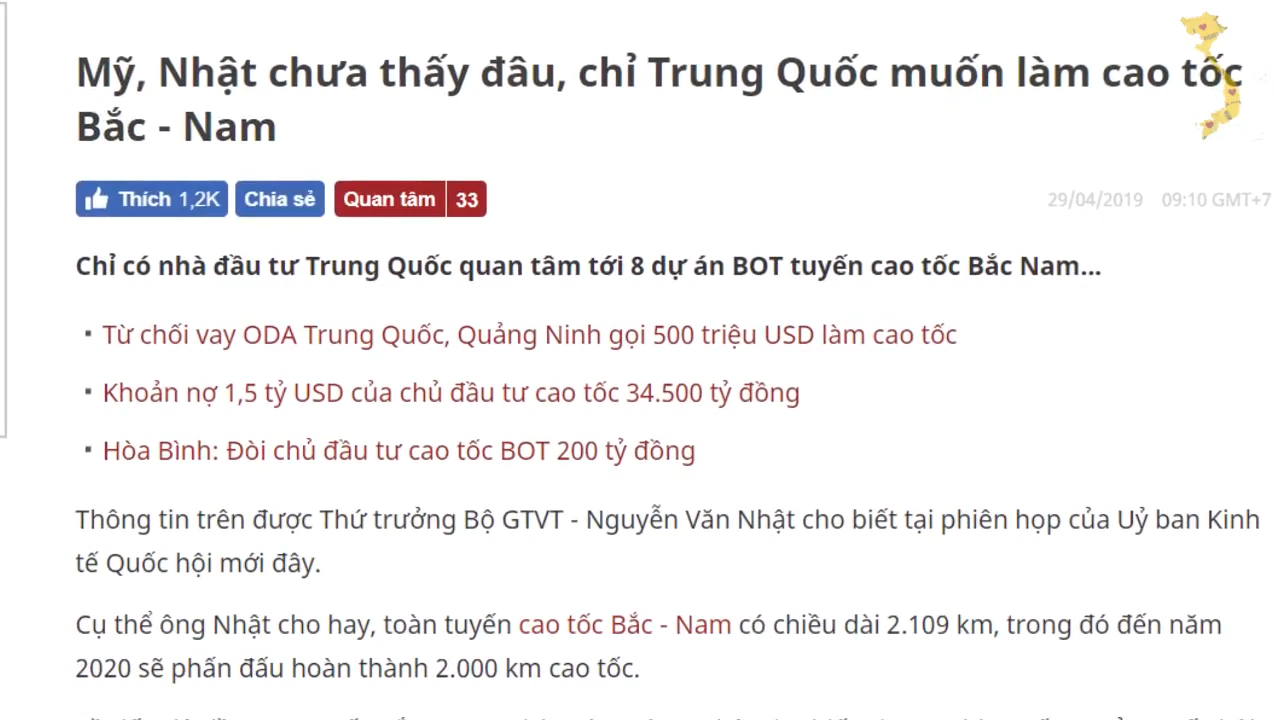 Mỹ, Nhật chưa thấy đâu, chỉ Trung Quốc muốn làm cao tốc
Bắc - Nam
Thích 1,2K Chia sẻ Quan tâm 33 29/04/2019 09:10 GMT+7
Chỉ có nhà đầu tư Trung Quốc quan tâm tới 8 dự án BOT tuyến cao tốc Bắc Nam...
▪ Từ chối vay ODA Trung Quốc, Quảng Ninh gọi 500 triệu USD làm cao tốc
▪ Khoản nợ 1,5 tỷ USD của chủ đầu tư cao tốc 34.500 tỷ đồng
▪ Hòa Bình: Đòi chủ đầu tư cao tốc BOT 200 tỷ đồng
Thông tin trên được Thứ trưởng Bộ GTVT - Nguyễn Văn Nhật cho biết tại phiên họp của Uỷ ban Kinh
tế Quốc hội mới đây.
Cụ thể ông Nhật cho hay, toàn tuyến cao tốc Bắc - Nam có chiều dài 2.109 km, trong đó đến năm
2020 sẽ phấn đấu hoàn thành 2.000 km cao tốc.